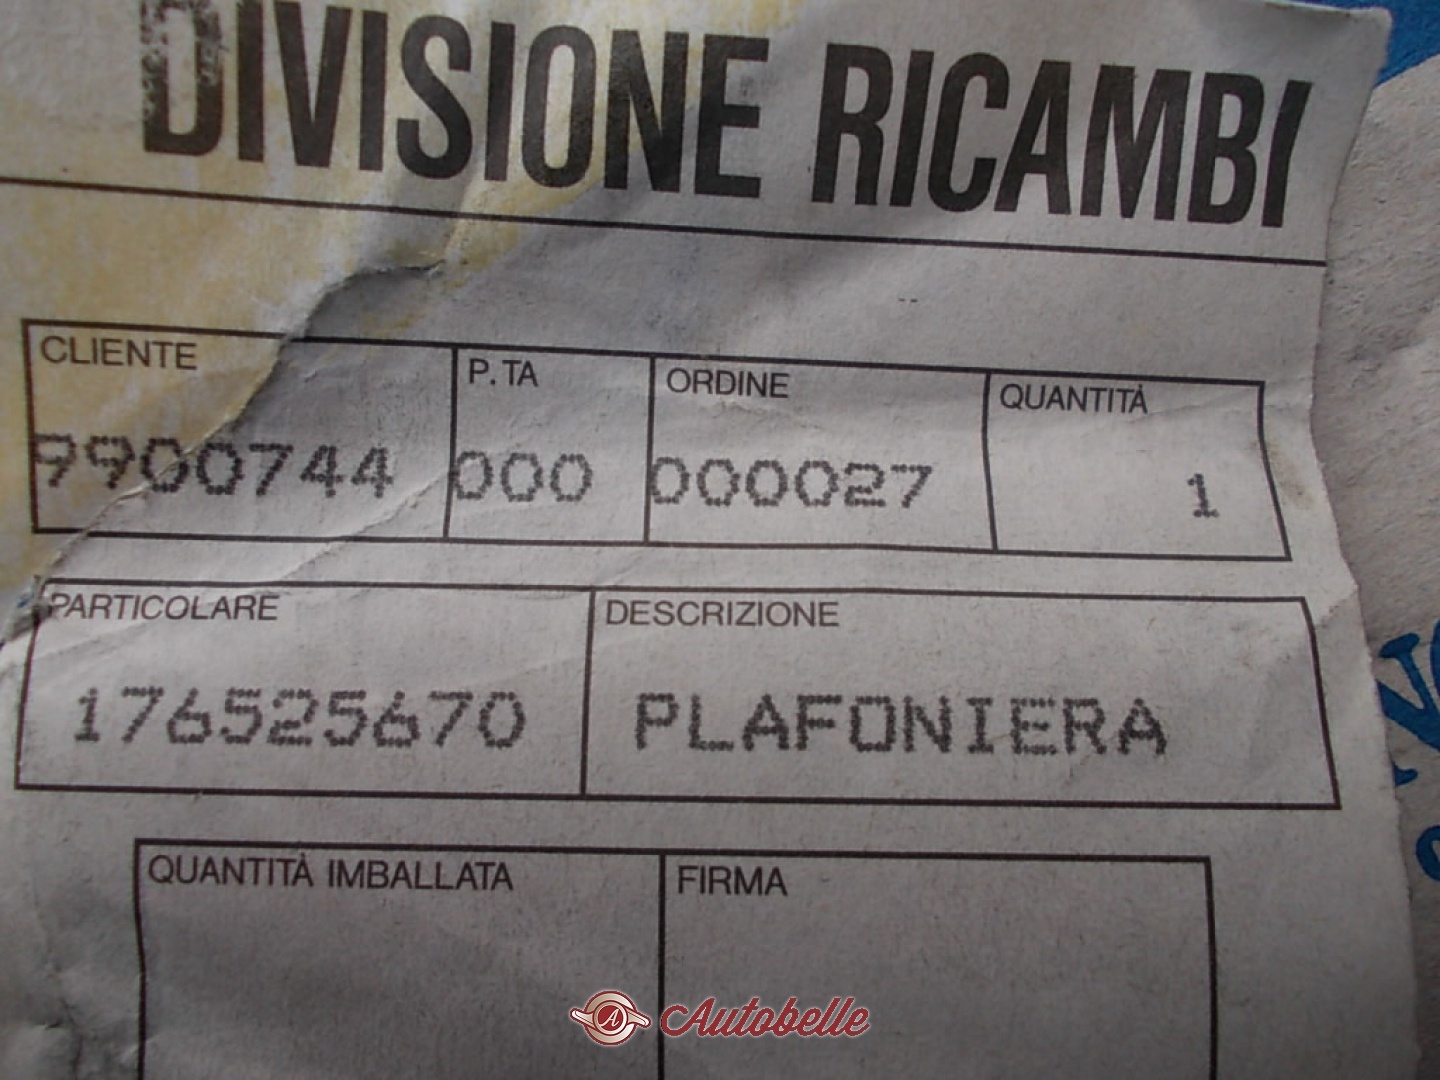 DIVISIONE RICAMBI
CLIENTE P.TA ORDINE QUANTITÀ
9900744 000 000027 1
PARTICOLARE DESCRIZIONE
176525670 PLAFONIERA
QUANTITÀ IMBALLATA FIRMA
A Autobelle